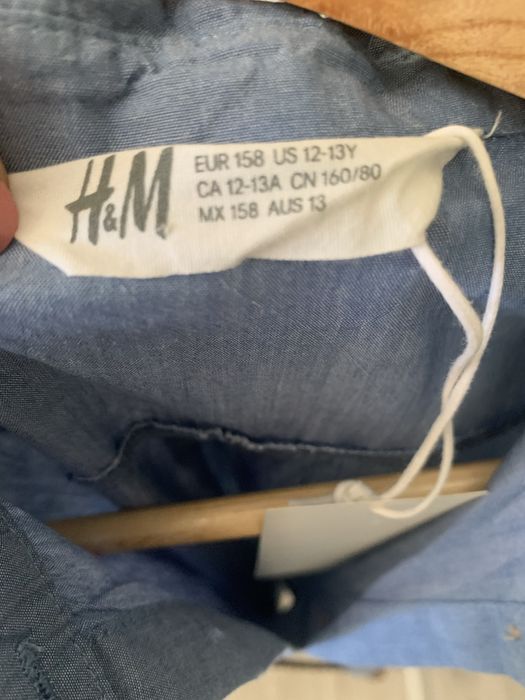 H&M
EUR 158 US 12-13Y
CA 12-13A CN 160/80
MX 158 AUS 13